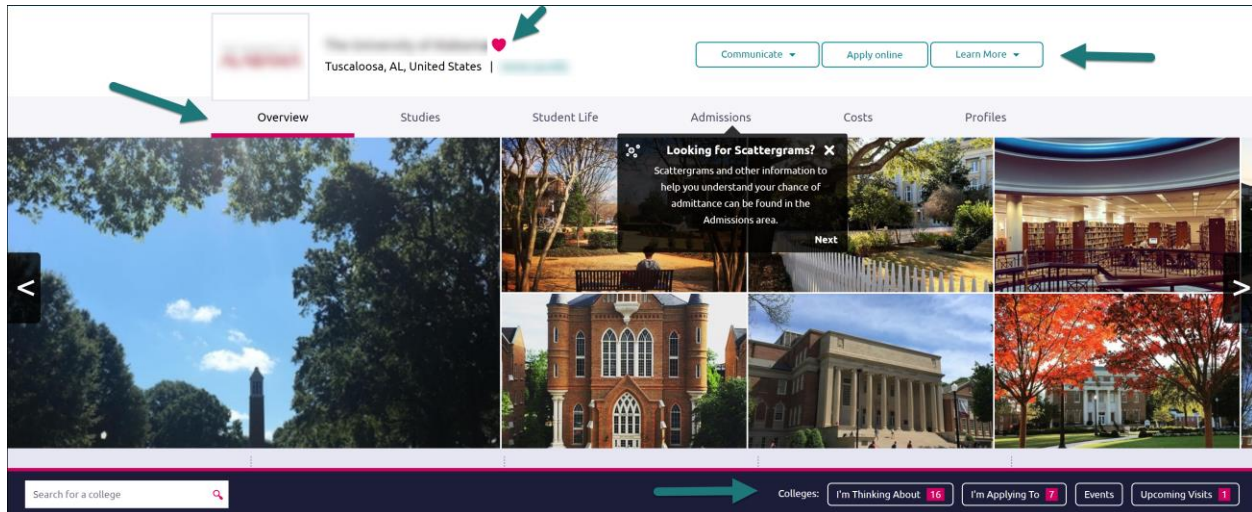 Tuscaloosa, AL, United States |
Communicate
Apply online
Learn More
Overview
Studies
Student Life
Admissions
Costs
Profiles
Looking for Scattergrams? ✕
Scattergrams and other information to
help you understand your chance of
admittance can be found in the
Admissions area.
Next
<
>
Search for a college
Colleges:
I'm Thinking About 16
I'm Applying To 7
Events
Upcoming Visits 1